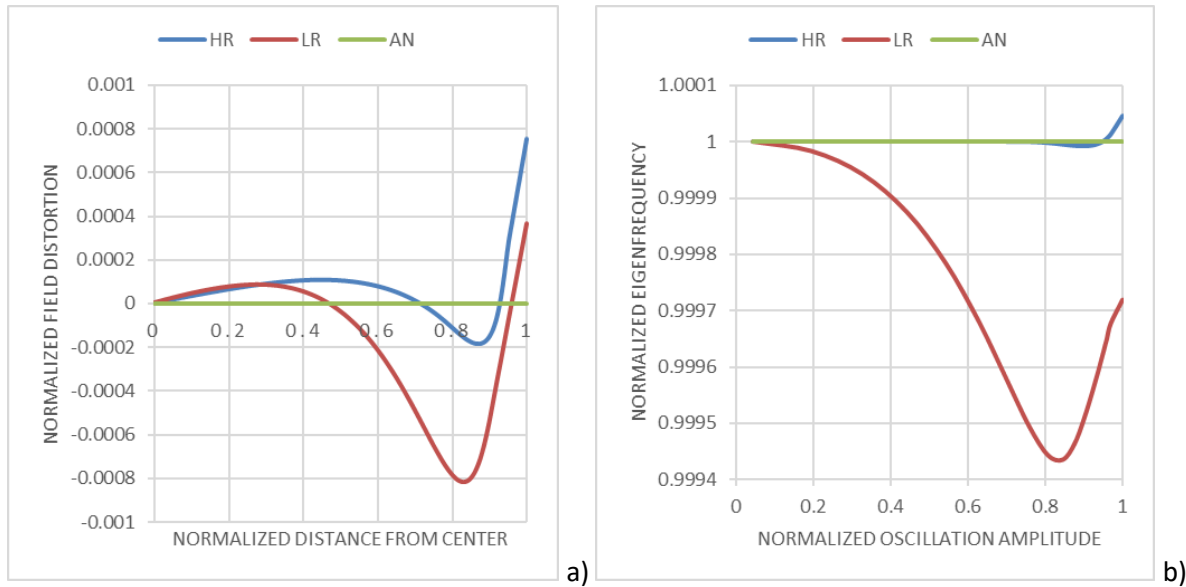 HR LR AN
0.001
0.0008
0.0006
0.0004
0.0002
0
-0.0002
-0.0004
-0.0006
-0.0008
-0.001
0 0.2 0.4 0.6 0.8 1
NORMALIZED FIELD DISTORTION
NORMALIZED DISTANCE FROM CENTER
a)
HR LR AN
1.0001
1
0.9999
0.9998
0.9997
0.9996
0.9995
0.9994
0 0.2 0.4 0.6 0.8 1
NORMALIZED EIGENFREQUENCY
NORMALIZED OSCILLATION AMPLITUDE
b)